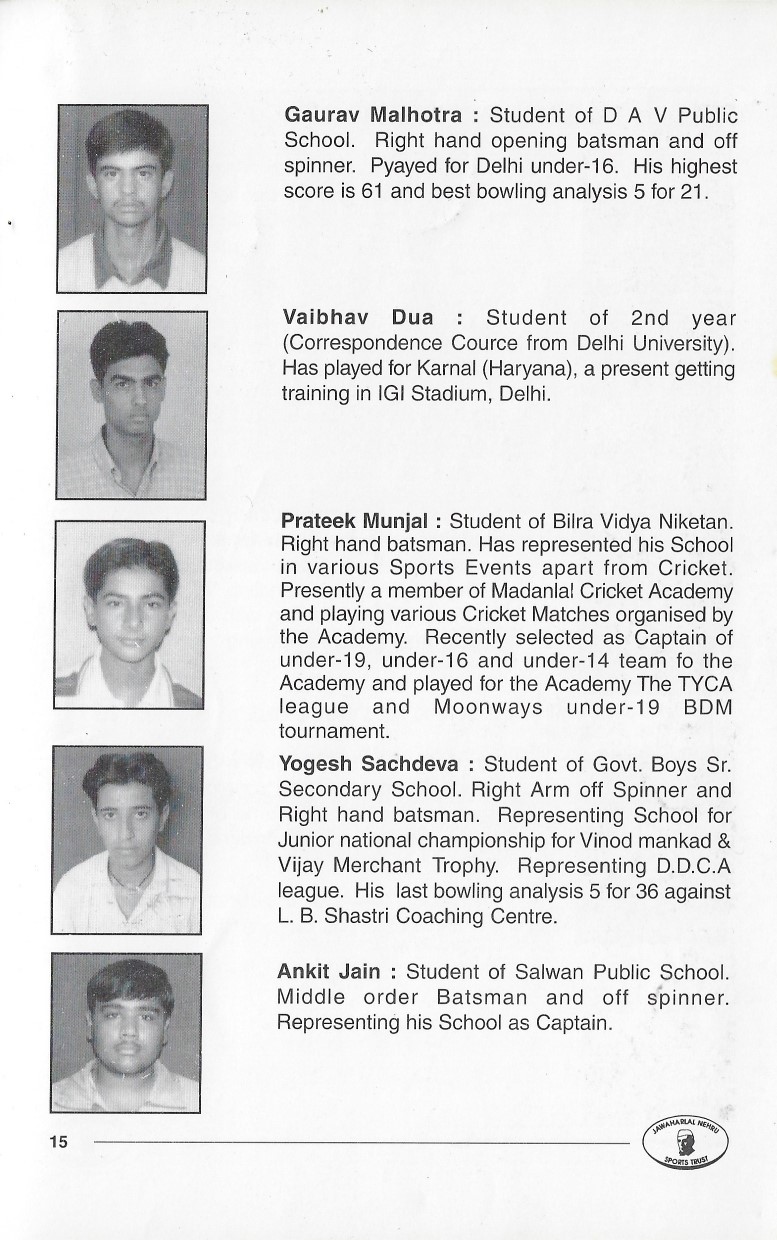 Gaurav Malhotra : Student of D A V Public
School. Right hand opening batsman and off
spinner. Pyayed for Delhi under-16. His highest
score is 61 and best bowling analysis 5 for 21.
Vaibhav Dua : Student of 2nd year
(Correspondence Cource from Delhi University).
Has played for Karnal (Haryana), a present getting
training in IGI Stadium, Delhi.
Prateek Munjal : Student of Bilra Vidya Niketan.
Right hand batsman. Has represented his School
in various Sports Events apart from Cricket.
Presently a member of Madanlal Cricket Academy
and playing various Cricket Matches organised by
the Academy. Recently selected as Captain of
under-19, under-16 and under-14 team fo the
Academy and played for the Academy The TYCA
league and Moonways under-19 BDM
tournament.
Yogesh Sachdeva : Student of Govt. Boys Sr.
Secondary School. Right Arm off Spinner and
Right hand batsman. Representing School for
Junior national championship for Vinod mankad &
Vijay Merchant Trophy. Representing D.D.C.A
league. His last bowling analysis 5 for 36 against
L. B. Shastri Coaching Centre.
Ankit Jain : Student of Salwan Public School.
Middle order Batsman and off spinner.
Representing his School as Captain.
15
JAWAHARLAL NEHRU
SPORTS TRUST